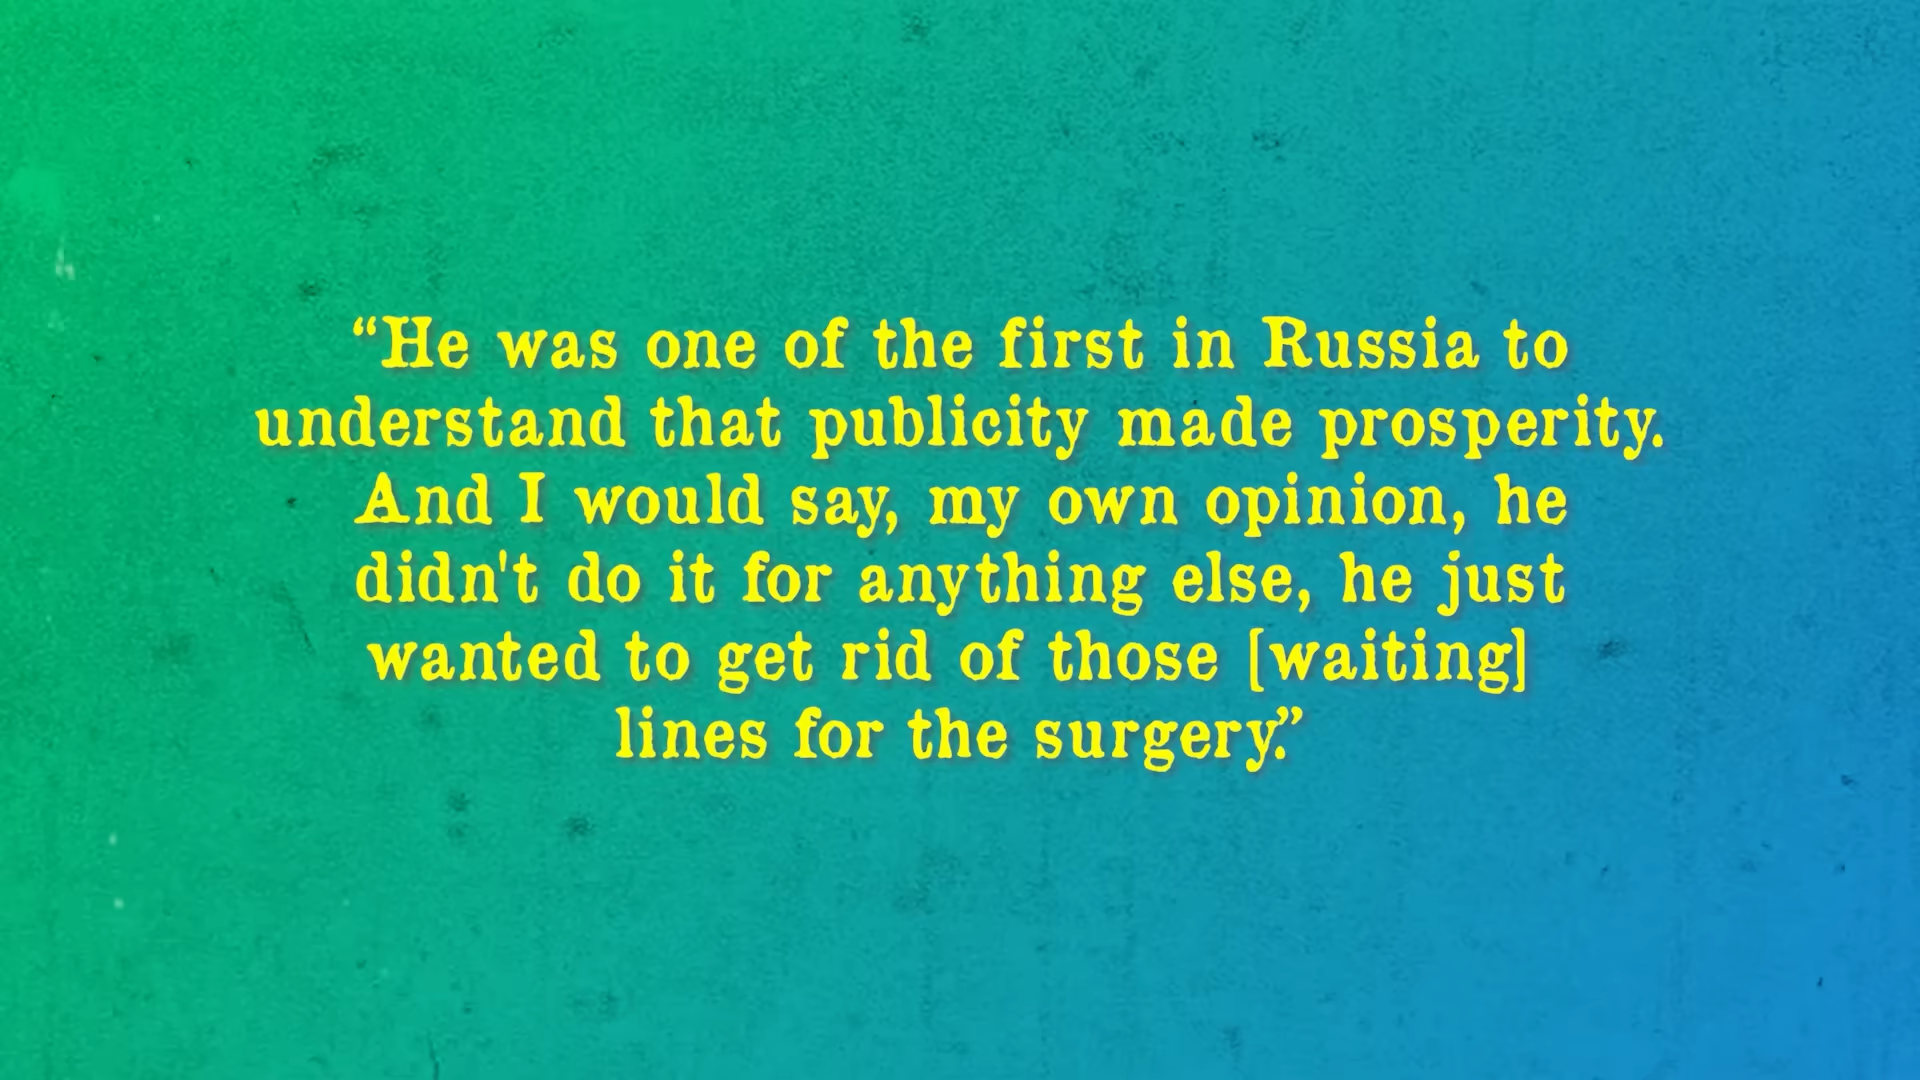 “He was one of the first in Russia to
understand that publicity made prosperity.
And I would say, my own opinion, he
didn't do it for anything else, he just
wanted to get rid of those [waiting]
lines for the surgery.”